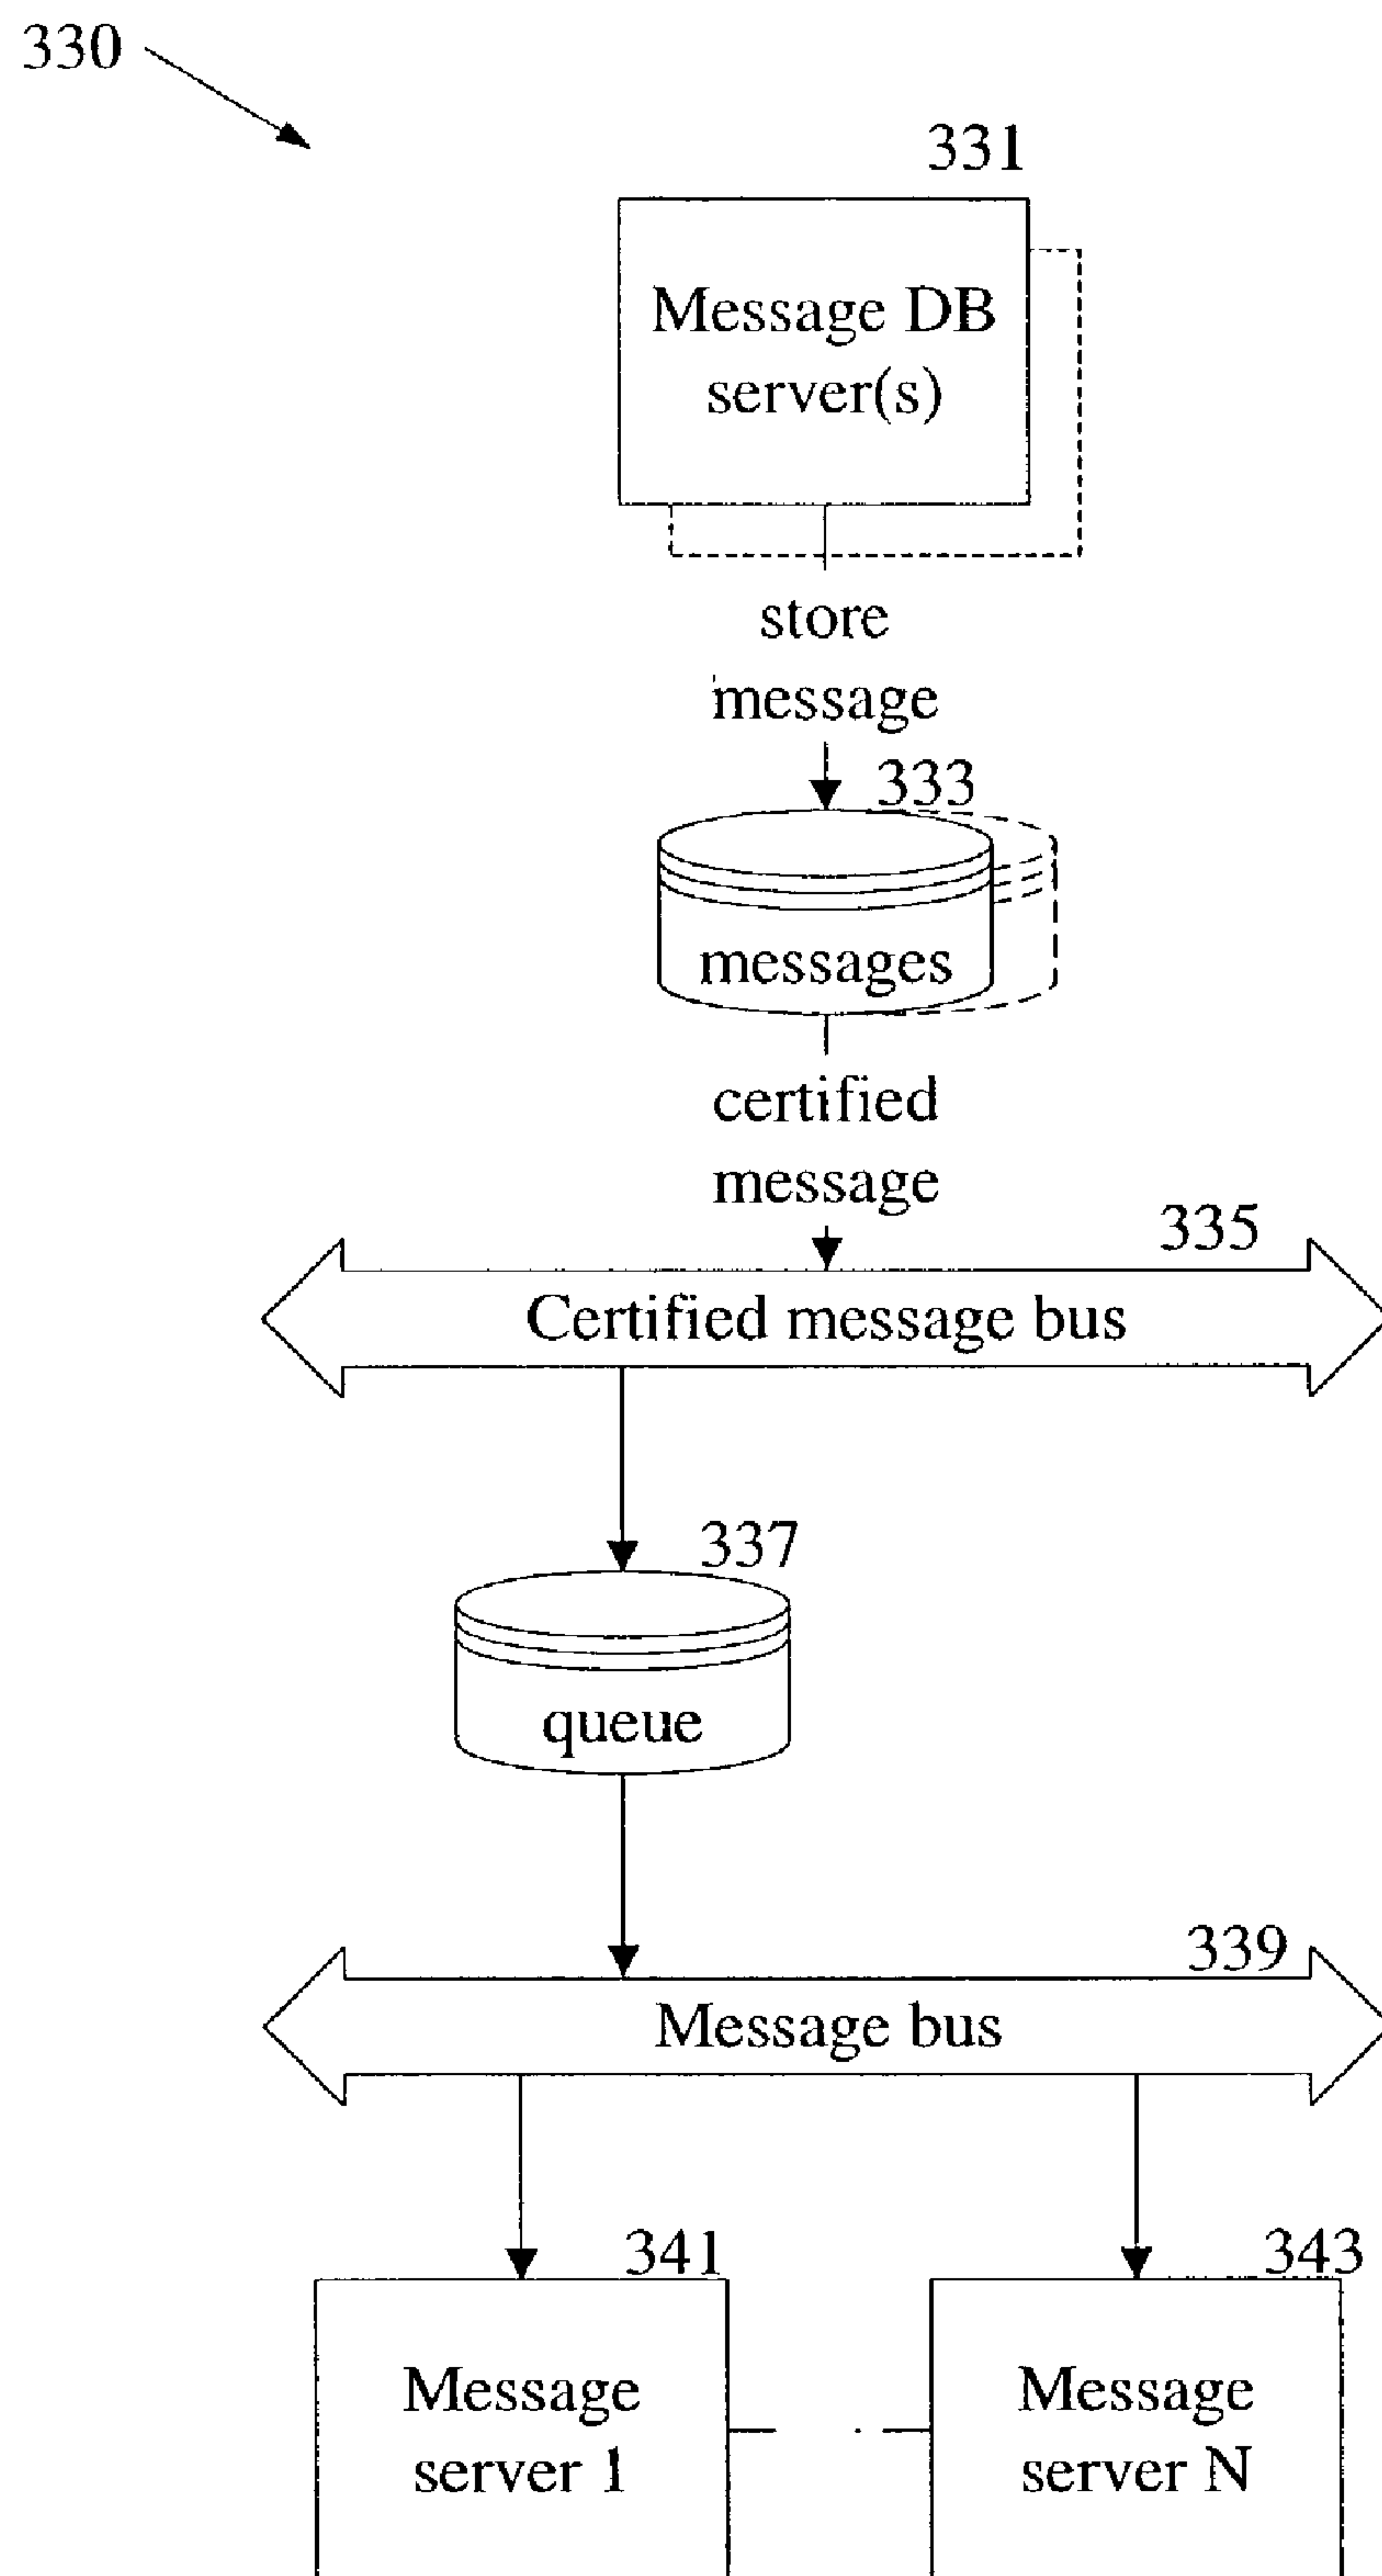 330
331
Message DB
server(s)
store
message
333
messages
certified
message
335
Certified message bus
337
queue
339
Message bus
341
343
Message
server 1
Message
server N